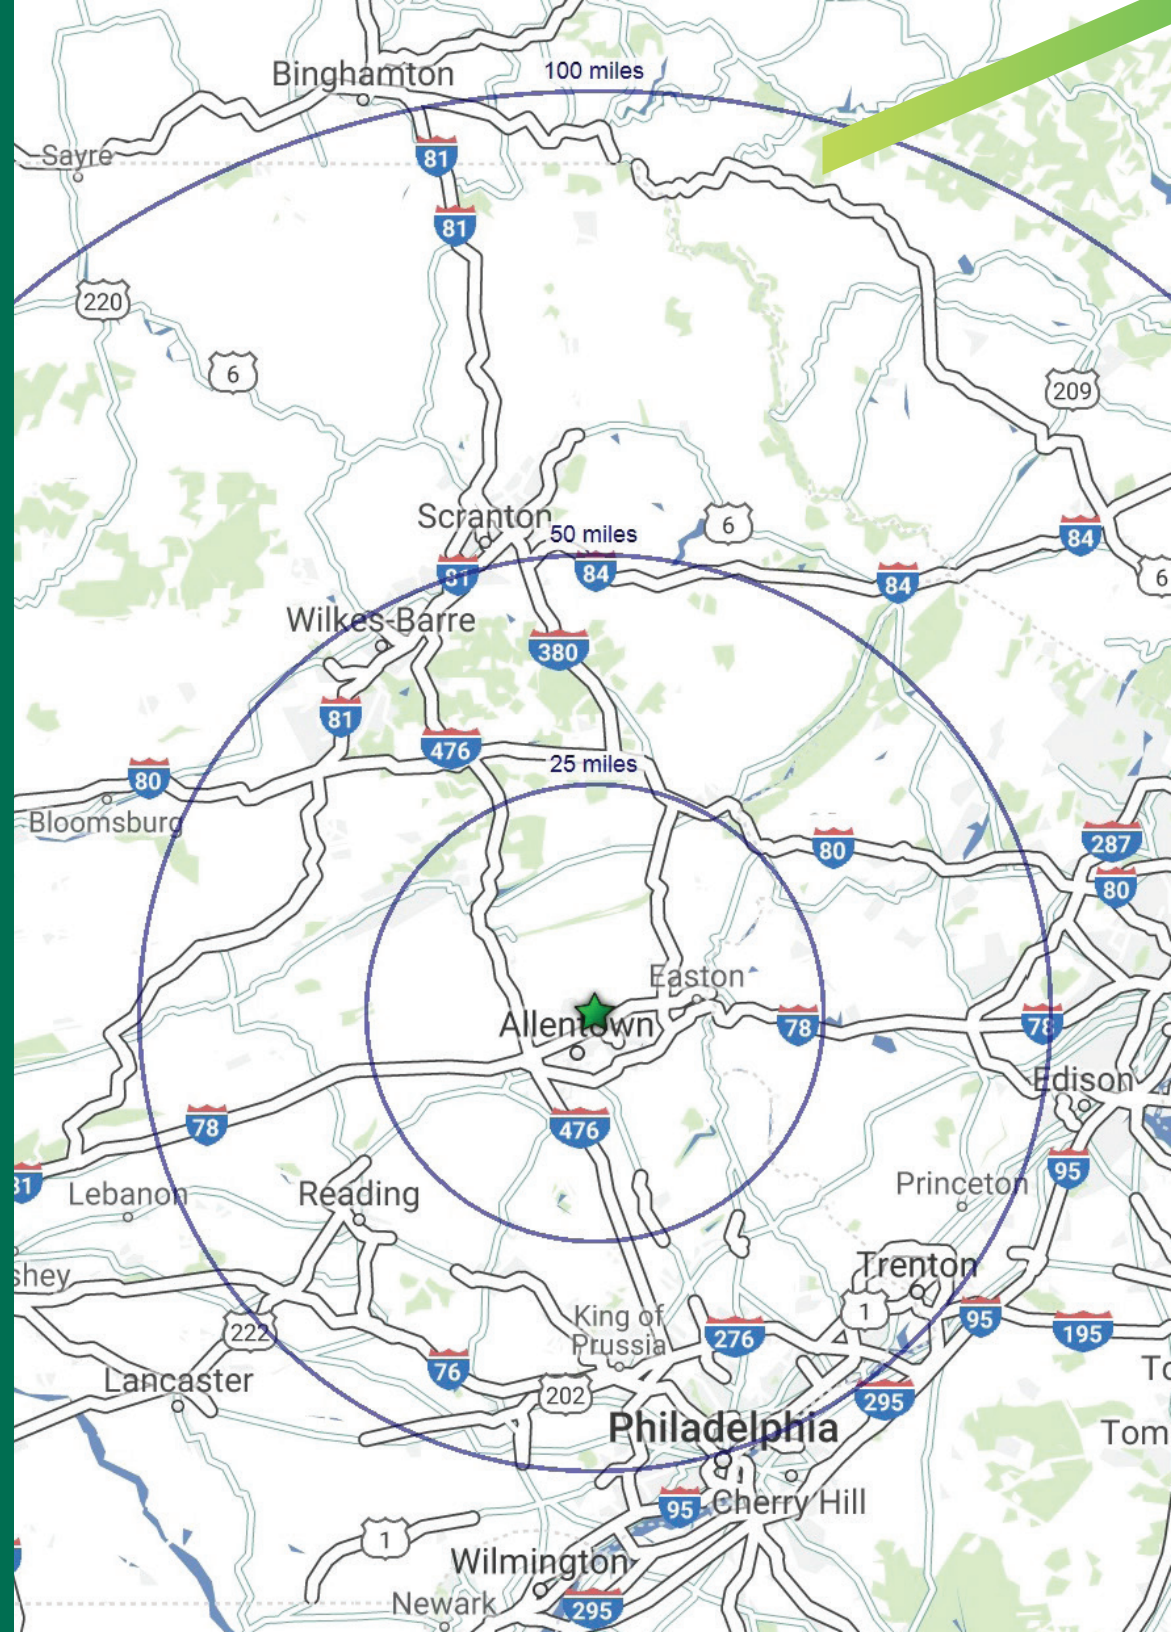 100 miles
Binghamton
81
Sayre
81
220
6
209
Scranton
50 miles
6
84
81
84
84
6
Wilkes-Barre
380
81
476
25 miles
80
Bloomsburg
80
287
80
Easton
Allentown
78
78
Edison
78
476
95
31
Lebanon
Reading
Princeton
shey
Trenton
King of
Prussia
1
95
222
276
195
76
Lancaster
202
295
To
Philadelphia
Tom
95
Cherry Hill
1
Wilmington
Newark
295